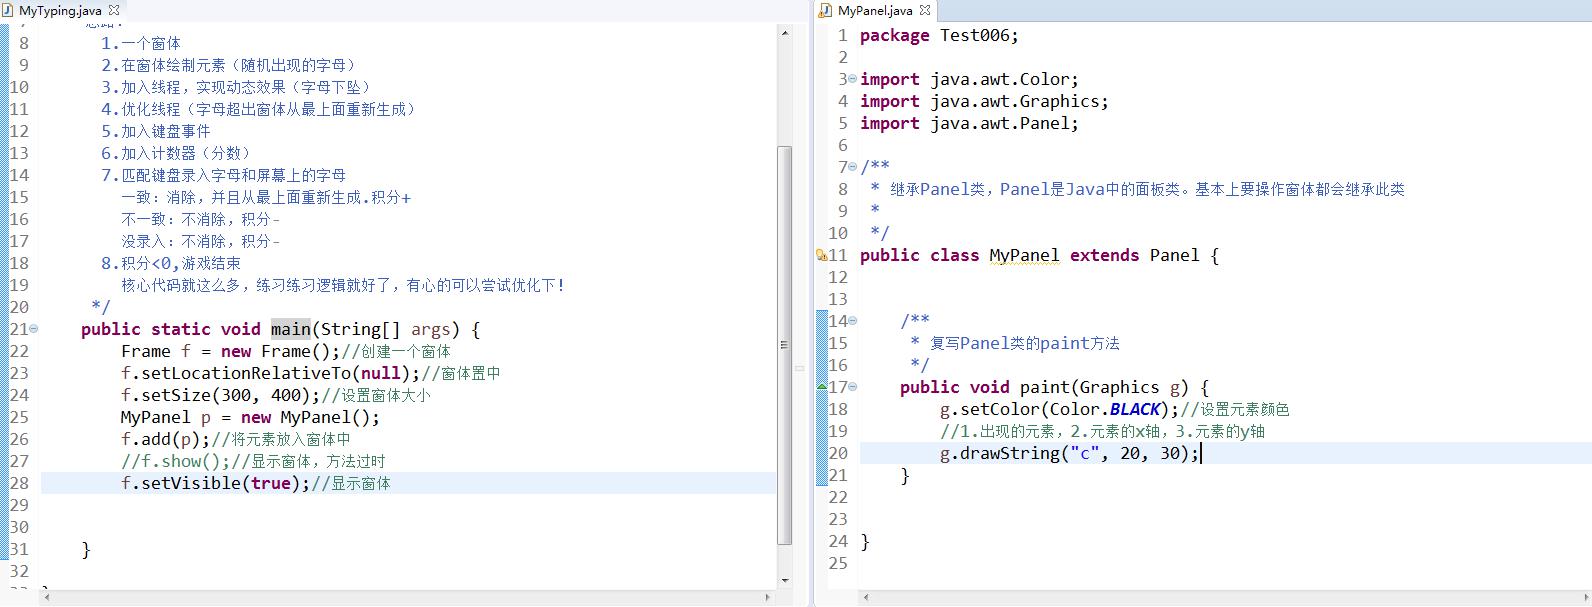 MyTyping.java
8 1.一个窗体
9 2.在窗体绘制元素（随机出现的字母）
10 3.加入线程，实现动态效果（字母下坠）
11 4.优化线程（字母超出窗体从最上面重新生成）
12 5.加入键盘事件
13 6.加入计数器（分数）
14 7.匹配键盘录入字母和屏幕上的字母
15 一致：消除，并且从最上面重新生成.积分+
16 不一致：不消除，积分-
17 没录入：不消除，积分-
18 8.积分<0,游戏结束
19 核心代码就这么多，练习练习逻辑就好了，有心的可以尝试优化下！
20 */
21 public static void main(String[] args) {
22 Frame f = new Frame();//创建一个窗体
23 f.setLocationRelativeTo(null);//窗体置中
24 f.setSize(300, 400);//设置窗体大小
25 MyPanel p = new MyPanel();
26 f.add(p);//将元素放入窗体中
27 //f.show();//显示窗体，方法过时
28 f.setVisible(true);//显示窗体
29
30
31 }
32
MyPanel.java
1 package Test006;
2
3 import java.awt.Color;
4 import java.awt.Graphics;
5 import java.awt.Panel;
6
7 /**
8 * 继承Panel类，Panel是Java中的面板类。基本上要操作窗体都会继承此类
9 *
10 */
11 public class MyPanel extends Panel {
12
13
14 /**
15 * 复写Panel类的paint方法
16 */
17 public void paint(Graphics g) {
18 g.setColor(Color.BLACK);//设置元素颜色
19 //1.出现的元素，2.元素的x轴，3.元素的y轴
20 g.drawString("c", 20, 30);
21 }
22
23
24 }
25